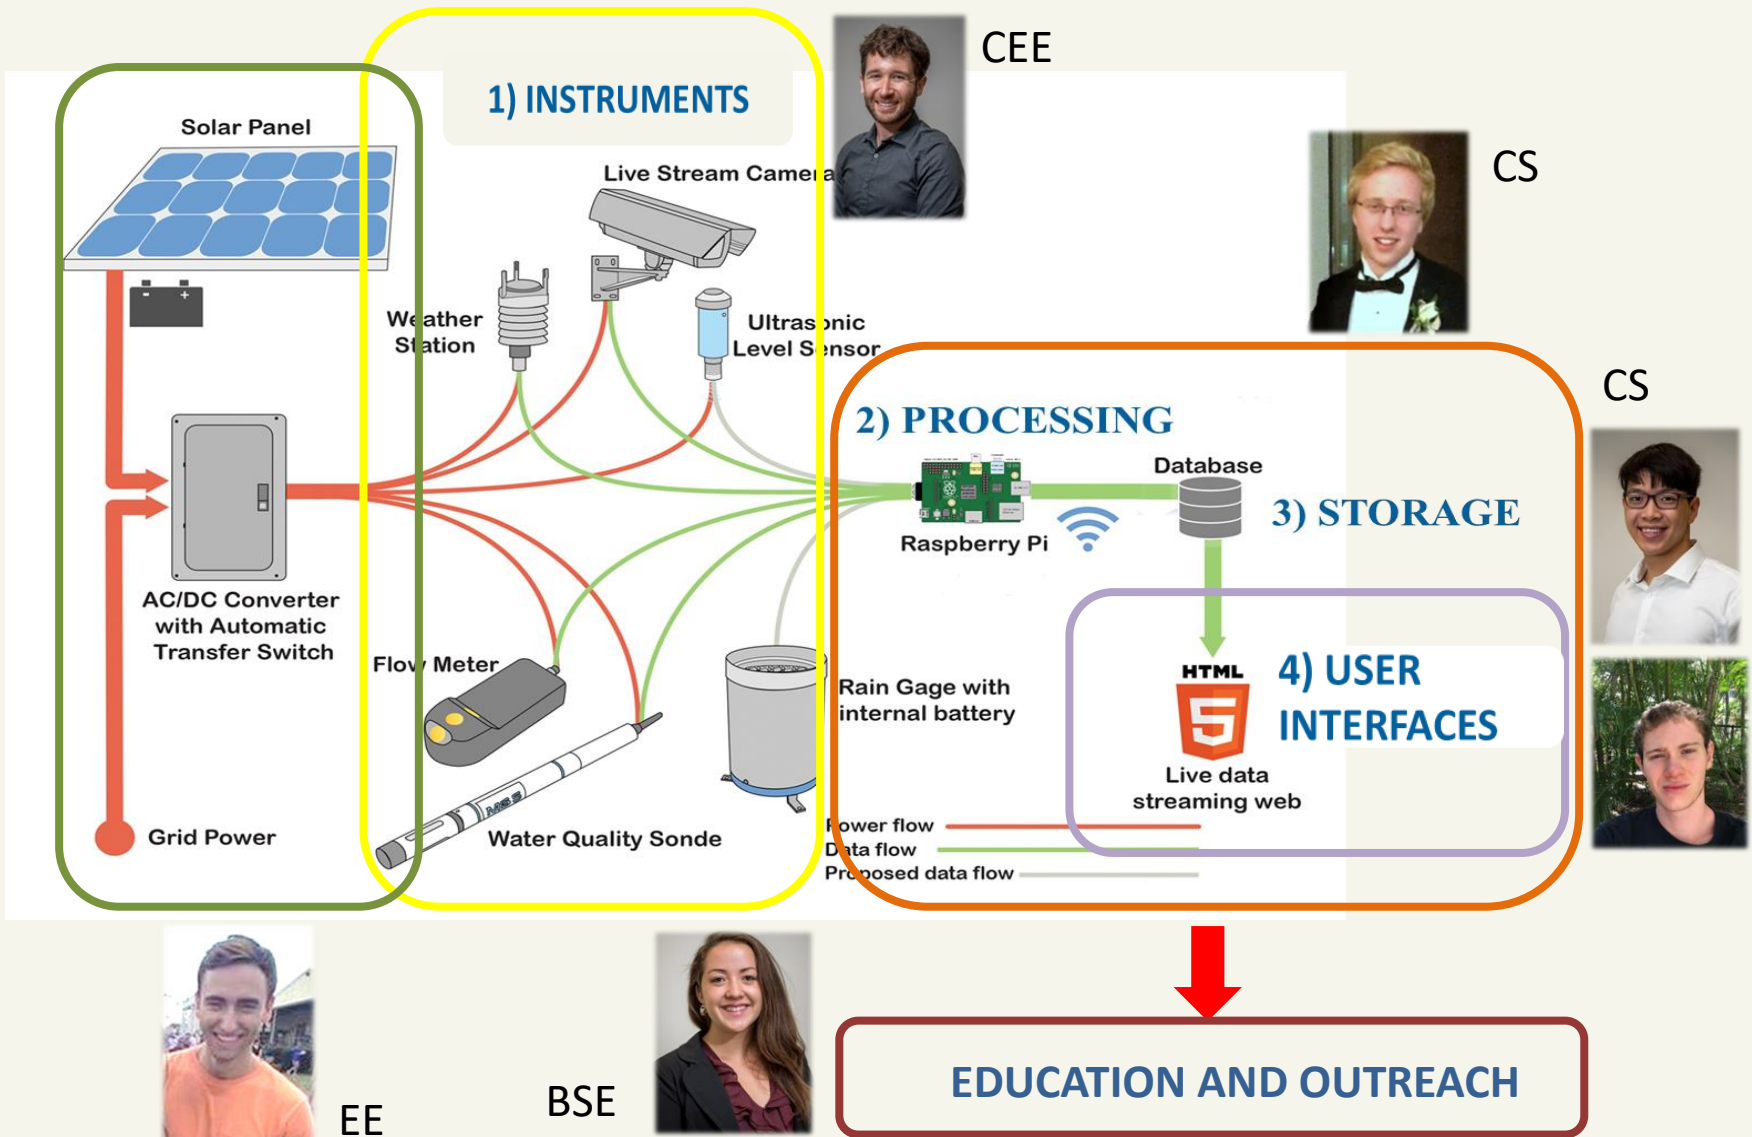 CEE
1) INSTRUMENTS
Solar Panel
Live Stream Camera
CS
- +
Weather
Station
Ultrasonic
Level Sensor
CS
2) PROCESSING
Database
3) STORAGE
Raspberry Pi
AC/DC Converter
with Automatic
Transfer Switch
Flow Meter
HTML
5
4) USER
INTERFACES
Rain Gage with
internal battery
Live data
streaming web
MS5
Grid Power
Water Quality Sonde
Power flow
Data flow
Proposed data flow
EDUCATION AND OUTREACH
BSE
EE